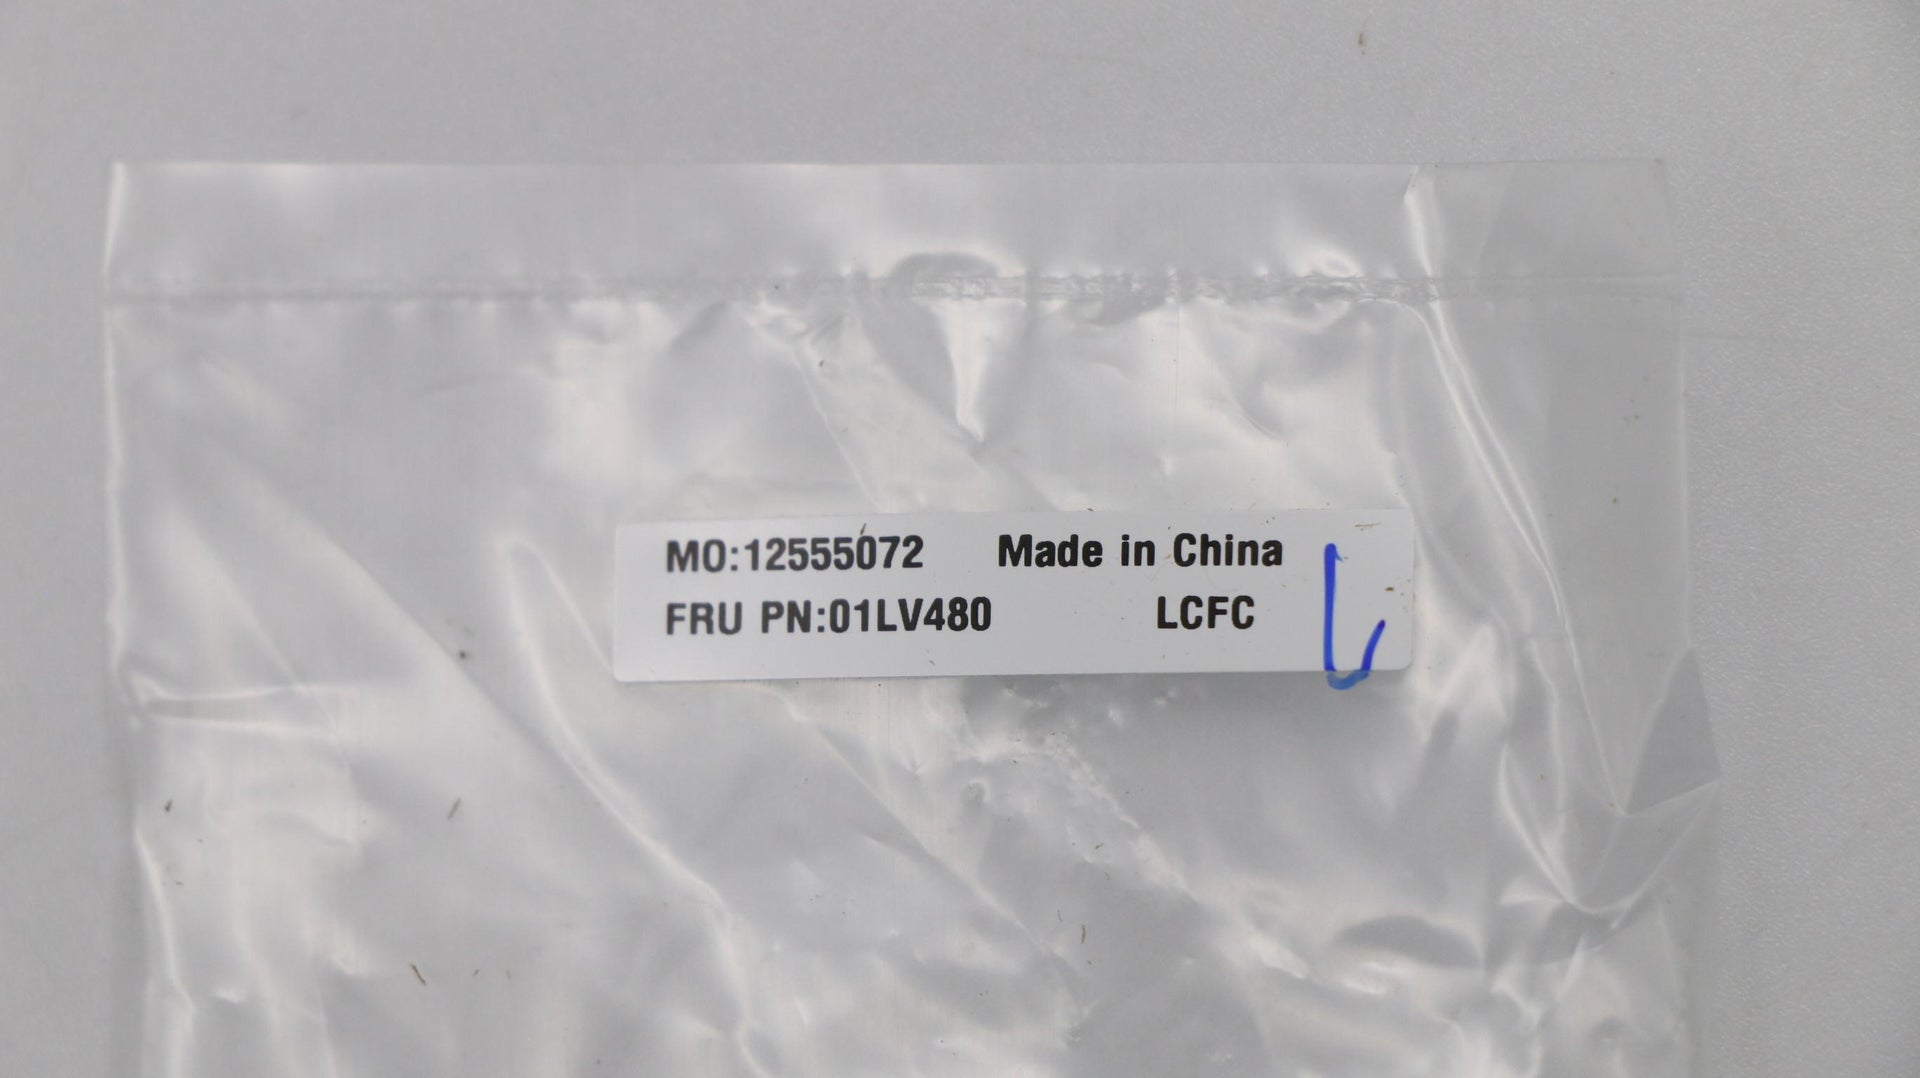 MO:12555072 Made in China
FRU PN:01LV480 LCFC